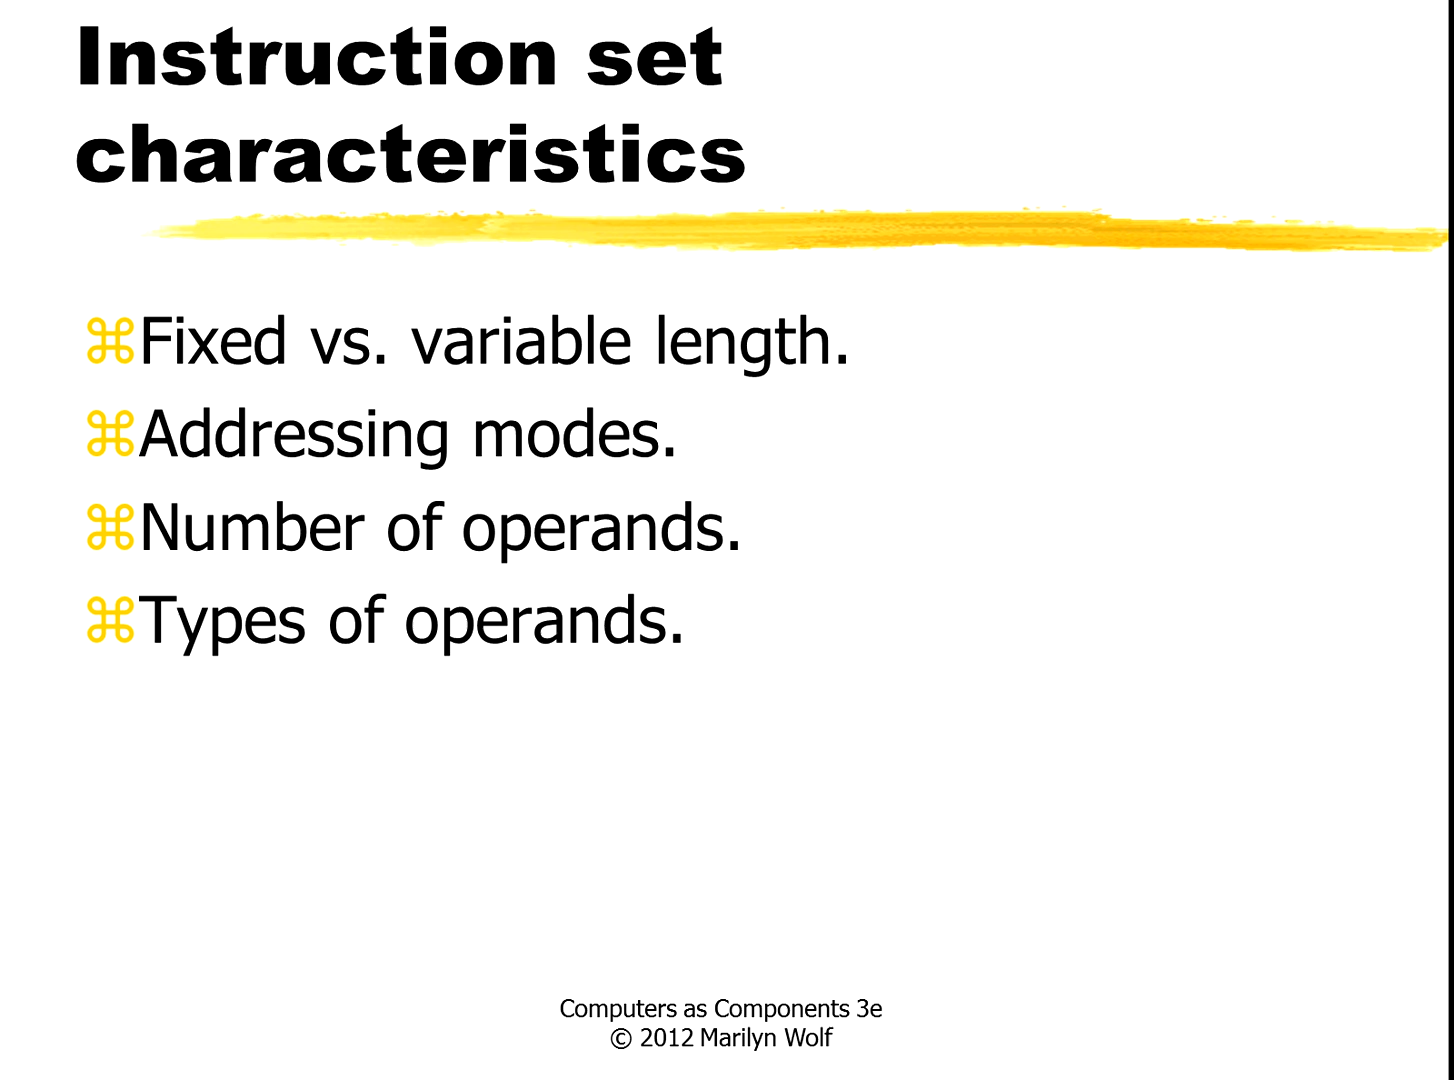 Instruction set
characteristics
⌘Fixed vs. variable length.
⌘Addressing modes.
⌘Number of operands.
⌘Types of operands.
Computers as Components 3e
© 2012 Marilyn Wolf